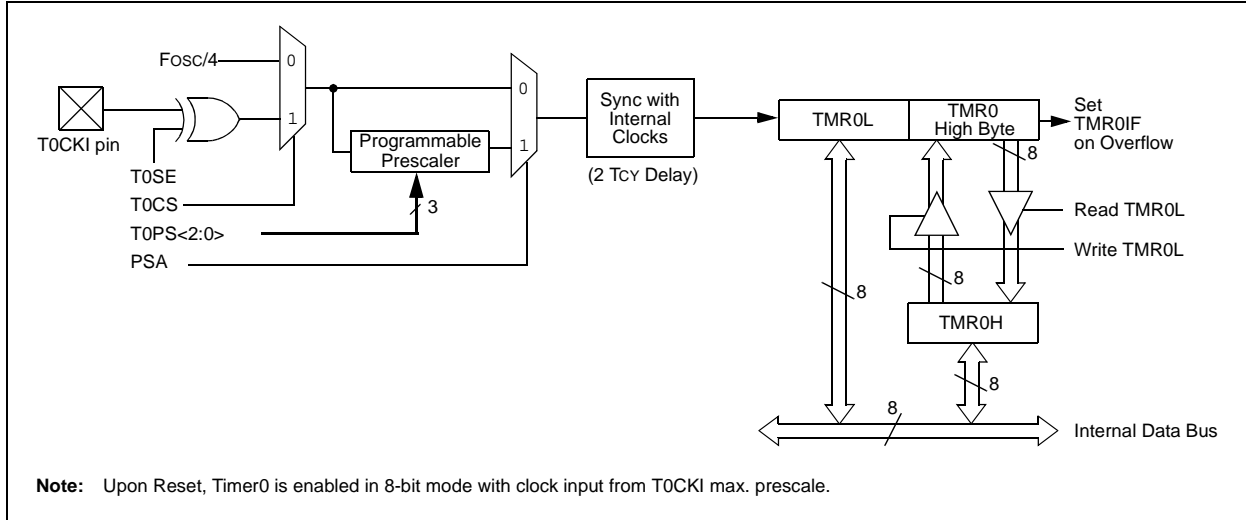 FOSC/4
0
1
T0CKI pin
T0SE
T0CS
T0PS<2:0>
PSA
Programmable
Prescaler
3
0
1
Sync with
Internal
Clocks
(2 TCY Delay)
TMR0L
TMR0
High Byte
Set
TMR0IF
on Overflow
8
Read TMR0L
Write TMR0L
8
8
TMR0H
8
8
Internal Data Bus
Note: Upon Reset, Timer0 is enabled in 8-bit mode with clock input from T0CKI max. prescale.